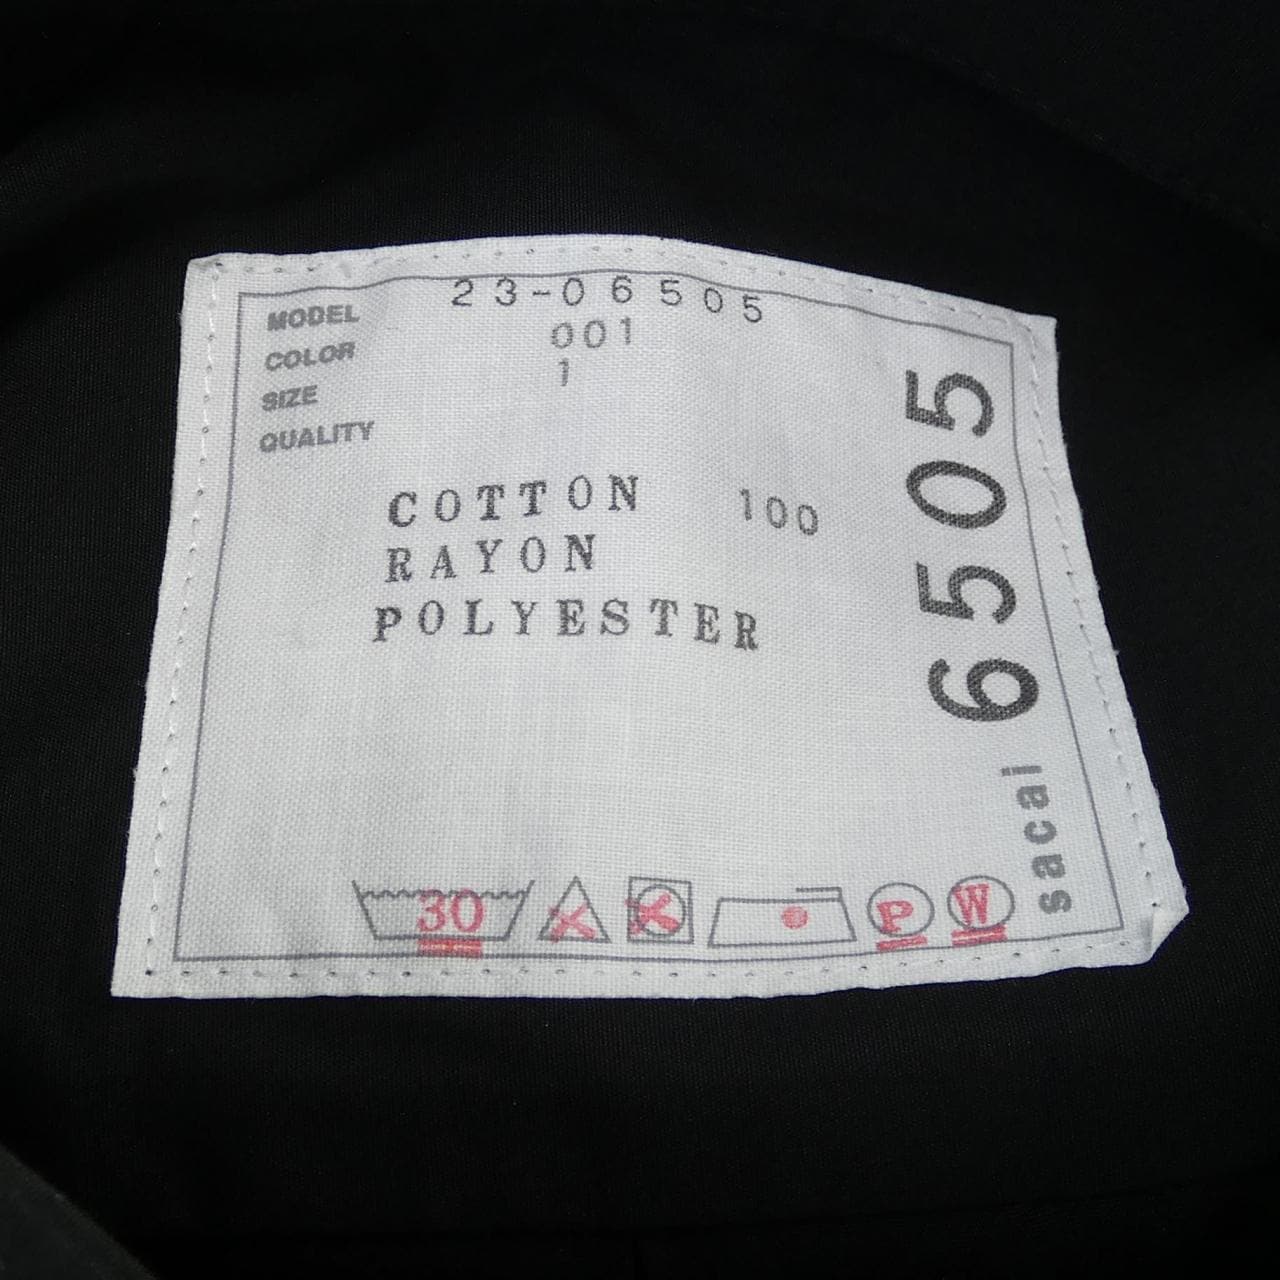 MODEL 23-06505
COLOR 001
SIZE 1
QUALITY
COTTON 100
RAYON
POLYESTER
sacai 6505
30 P W